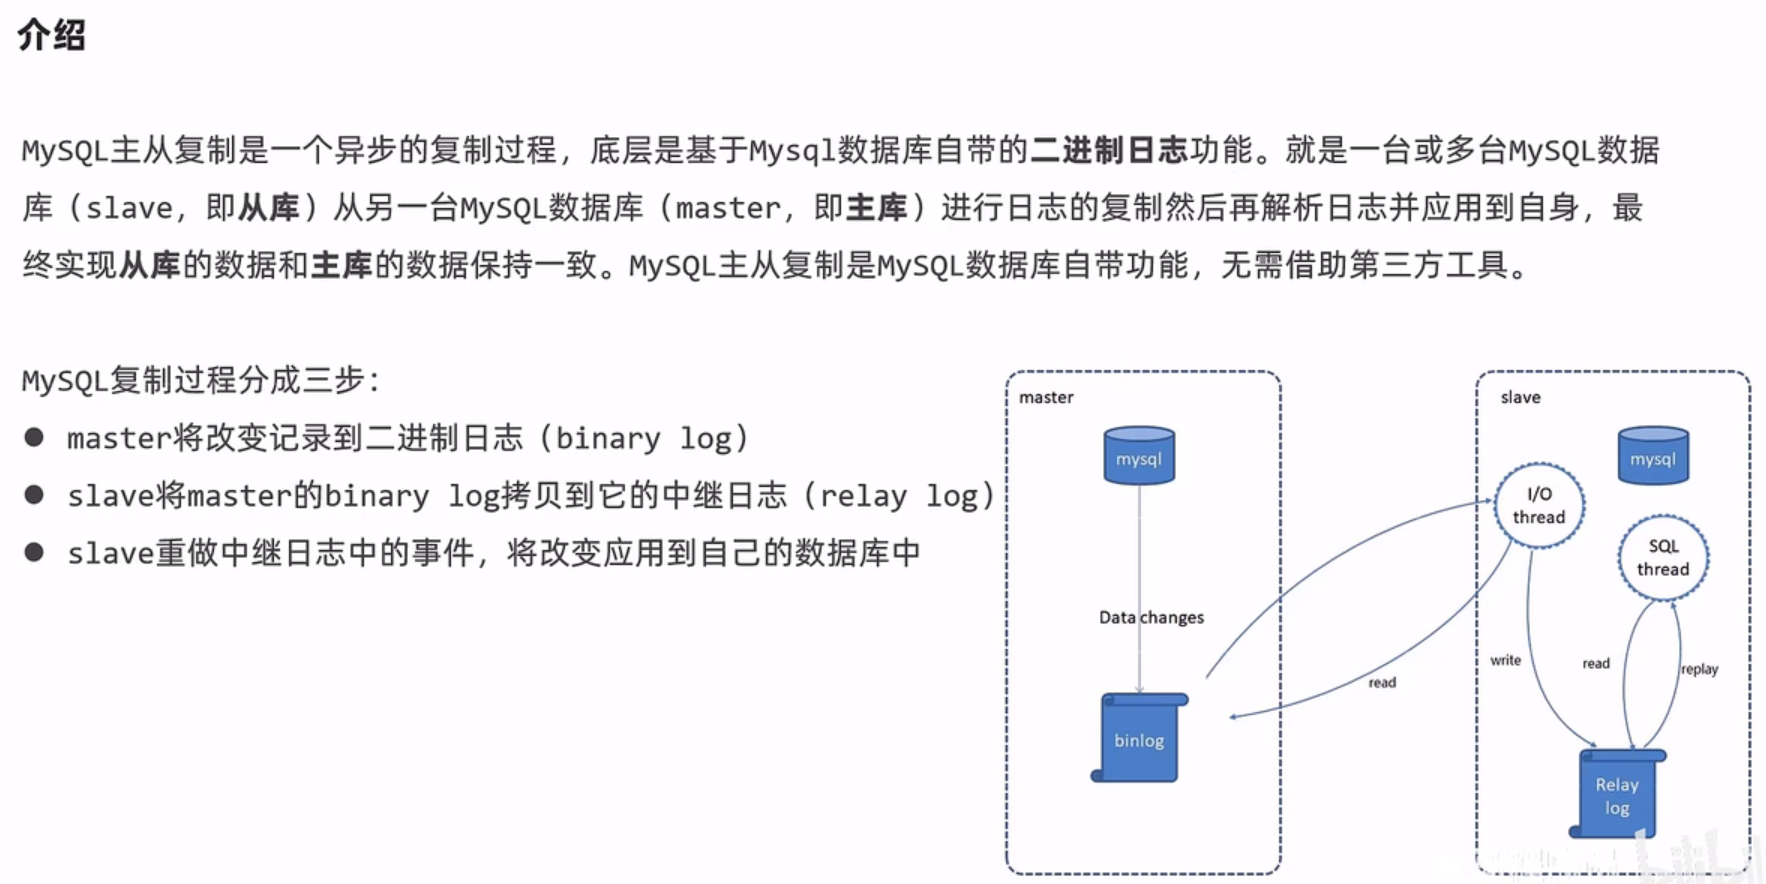 介绍
MySQL主从复制是一个异步的复制过程，底层是基于Mysql数据库自带的二进制日志功能。就是一台或多台MySQL数据
库（slave，即从库）从另一台MySQL数据库（master，即主库）进行日志的复制然后再解析日志并应用到自身，最
终实现从库的数据和主库的数据保持一致。MySQL主从复制是MySQL数据库自带功能，无需借助第三方工具。
MySQL复制过程分成三步：
● master将改变记录到二进制日志（binary log）
● slave将master的binary log拷贝到它的中继日志（relay log）
● slave重做中继日志中的事件，将改变应用到自己的数据库中
master
mysql
Data changes
binlog
read
slave
mysql
I/O
thread
SQL
thread
write
read
replay
Relay
log
bilibili